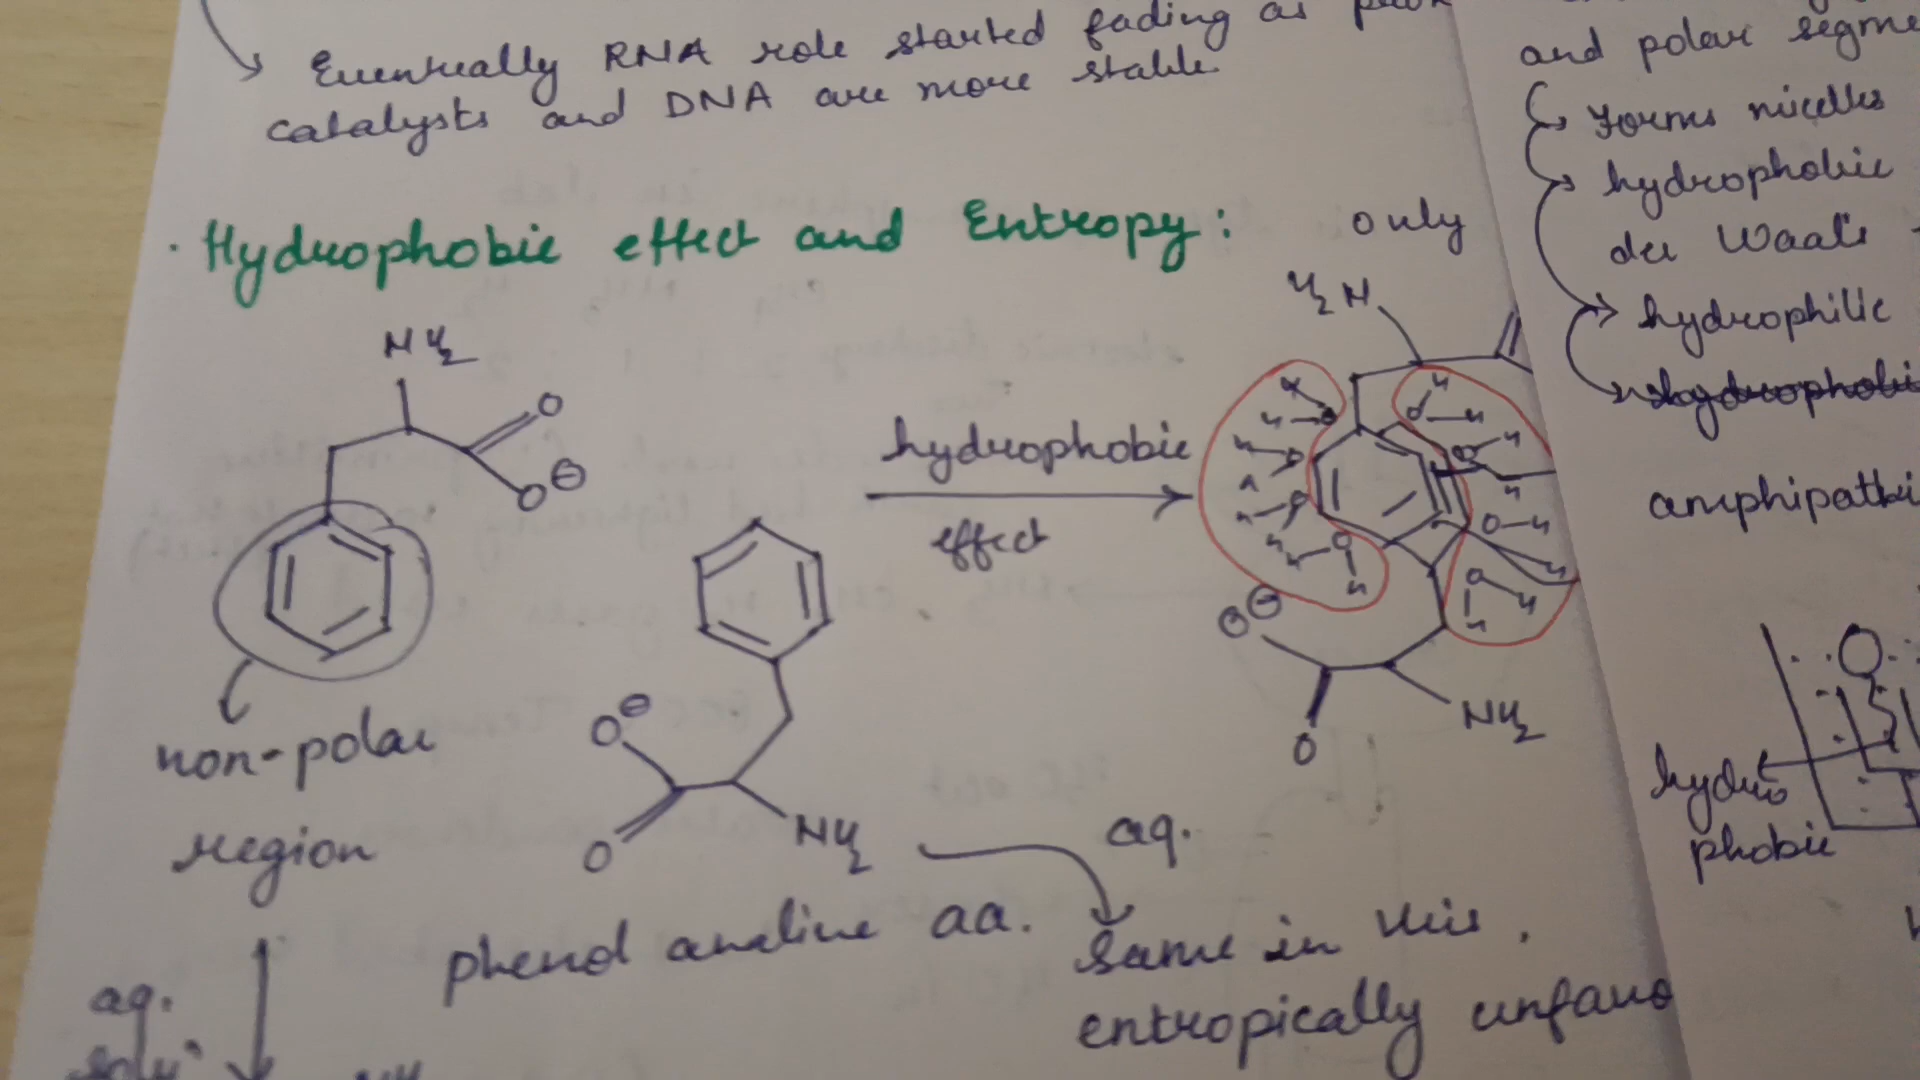 Eventually RNA role started fading as
catalysts and DNA are more stable
· Hydrophobic effect and Entropy:
only
NH2
O
O⊖
non-polar
region
aq.
O⊖
O
NH2
phenol analine aa.
hydrophobic
effect
H2N
H
H
O
H
H
O
H
H
O
H
O
H
H
O
H
O
H
H
O⊖
O
NH2
aq.
Same in this.
entropically unfavo
and polar segme
Forms micelles
hydrophobic
der Waals
hydrophilic
amphipathi
hydro
phobic